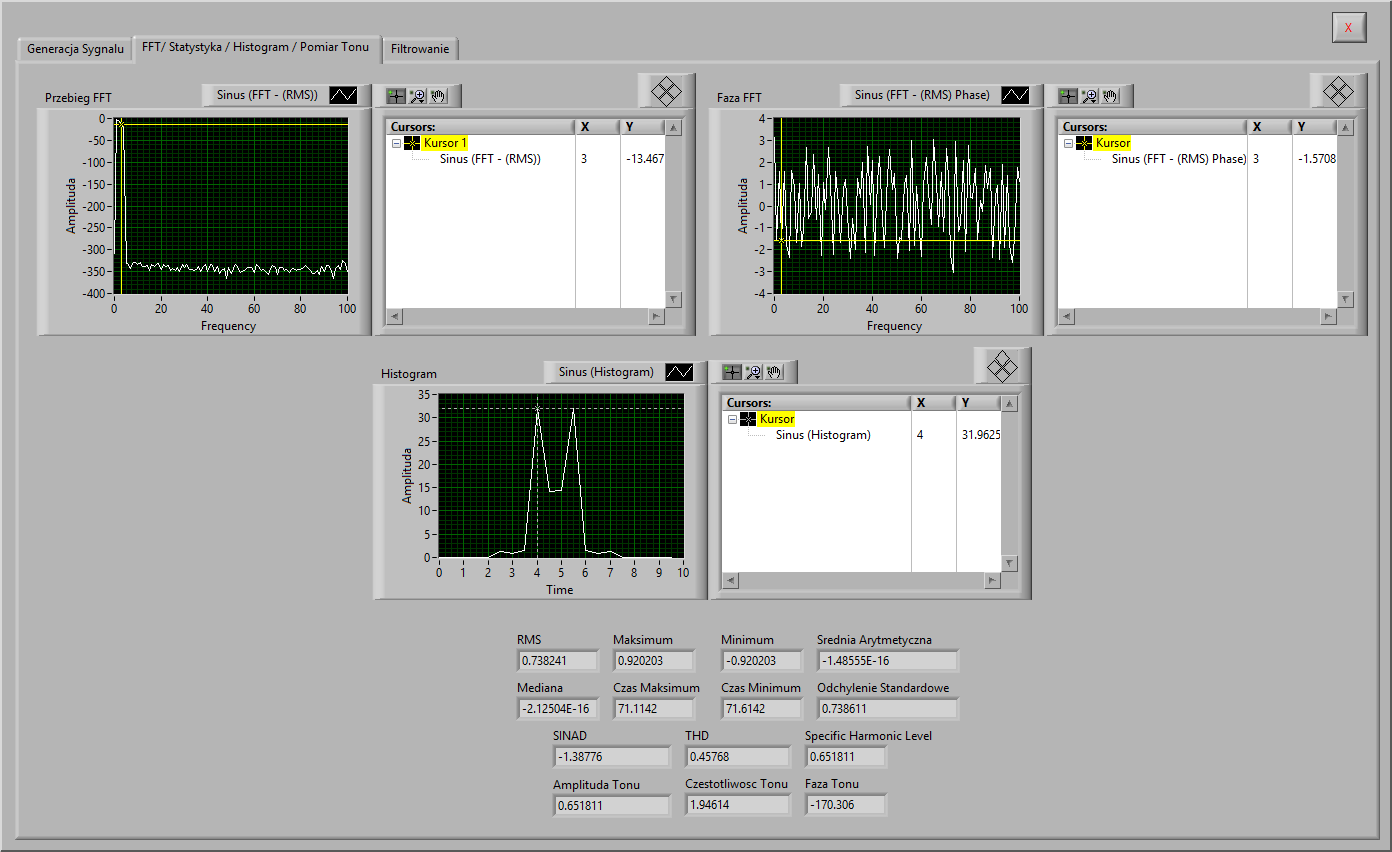 X
Generacja Sygnalu
FFT/ Statystyka / Histogram / Pomiar Tonu
Filtrowanie
Przebieg FFT
Sinus (FFT - (RMS))
0
-50
-100
-150
-200
-250
-300
-350
-400
Amplituda
0 20 40 60 80 100
Frequency
Cursors: X Y
Kursor 1
Sinus (FFT - (RMS)) 3 -13.467
Faza FFT
Sinus (FFT - (RMS) Phase)
4
3
2
1
0
-1
-2
-3
-4
Amplituda
0 20 40 60 80 100
Frequency
Cursors: X Y
Kursor
Sinus (FFT - (RMS) Phase) 3 -1.5708
Histogram
Sinus (Histogram)
35
30
25
20
15
10
5
0
Amplituda
0 1 2 3 4 5 6 7 8 9 10
Time
Cursors: X Y
Kursor
Sinus (Histogram) 4 31.9625
RMS Maksimum Minimum Srednia Arytmetyczna
0.738241 0.920203 -0.920203 -1.48555E-16
Mediana Czas Maksimum Czas Minimum Odchylenie Standardowe
-2.12504E-16 71.1142 71.6142 0.738611
SINAD THD Specific Harmonic Level
-1.38776 0.45768 0.651811
Amplituda Tonu Czestotliwosc Tonu Faza Tonu
0.651811 1.94614 -170.306